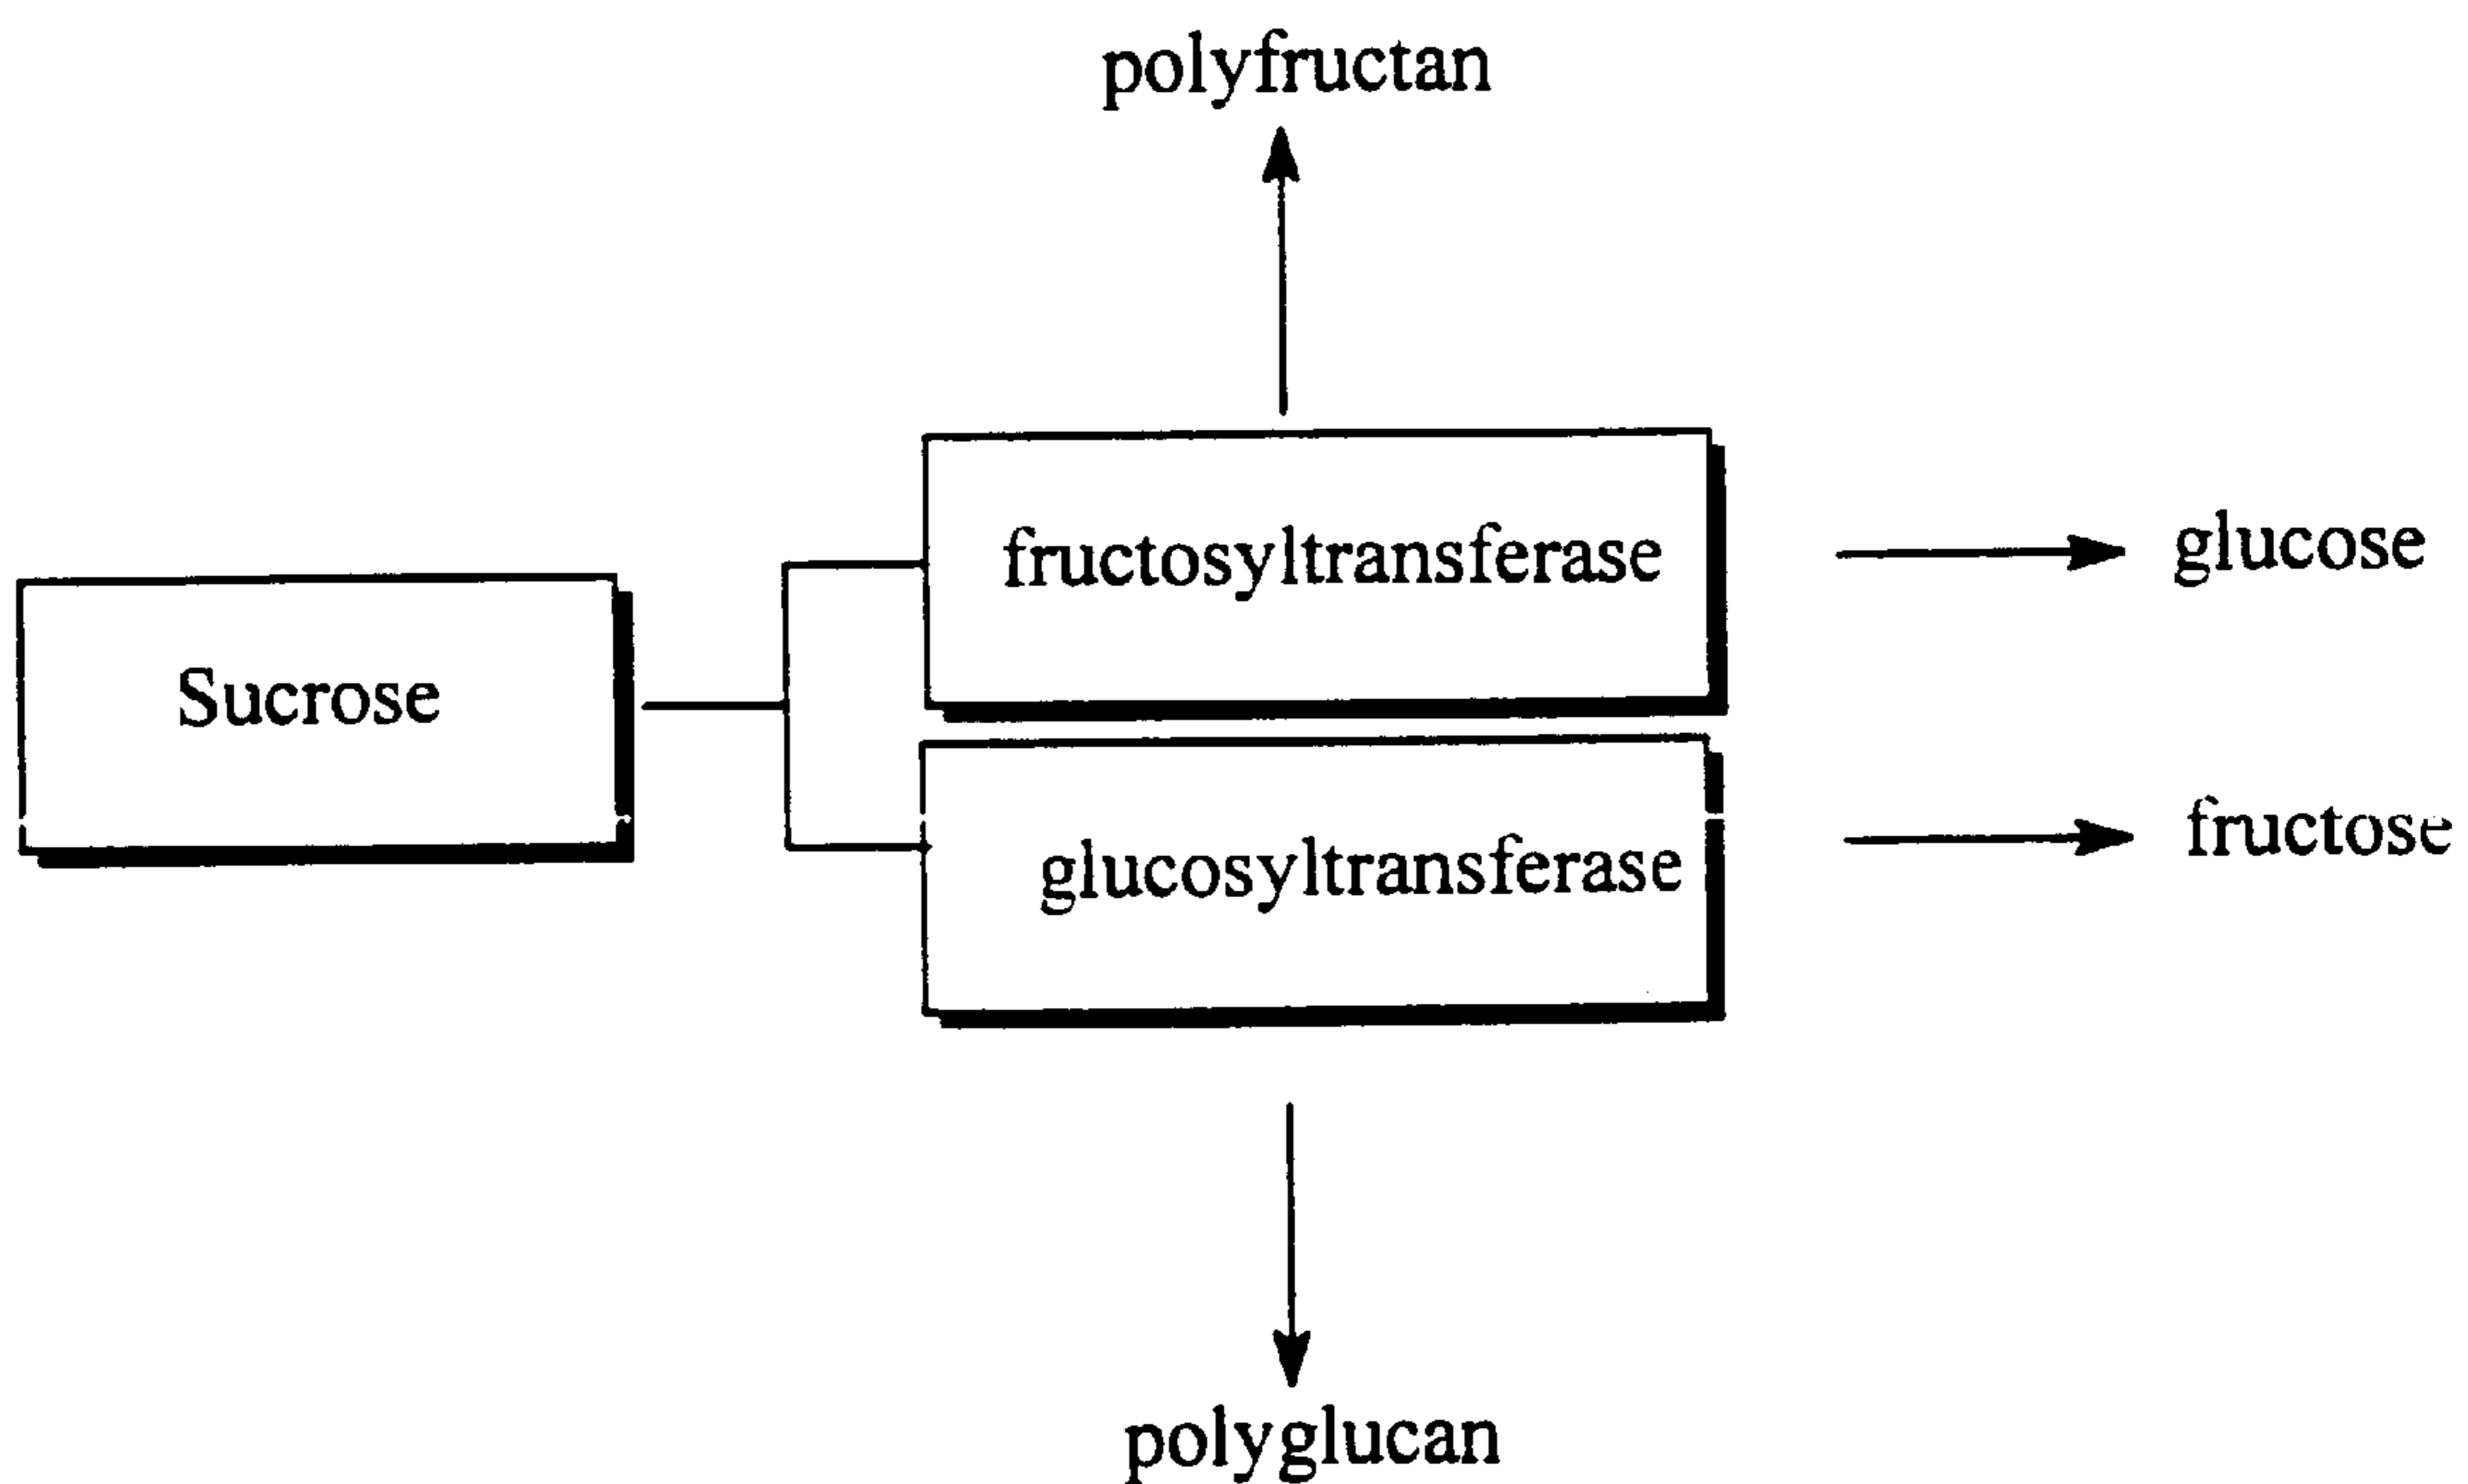 polyfructan
fructosyltransferase
glucose
Sucrose
fructose
glucosyltransferase
polyglucan